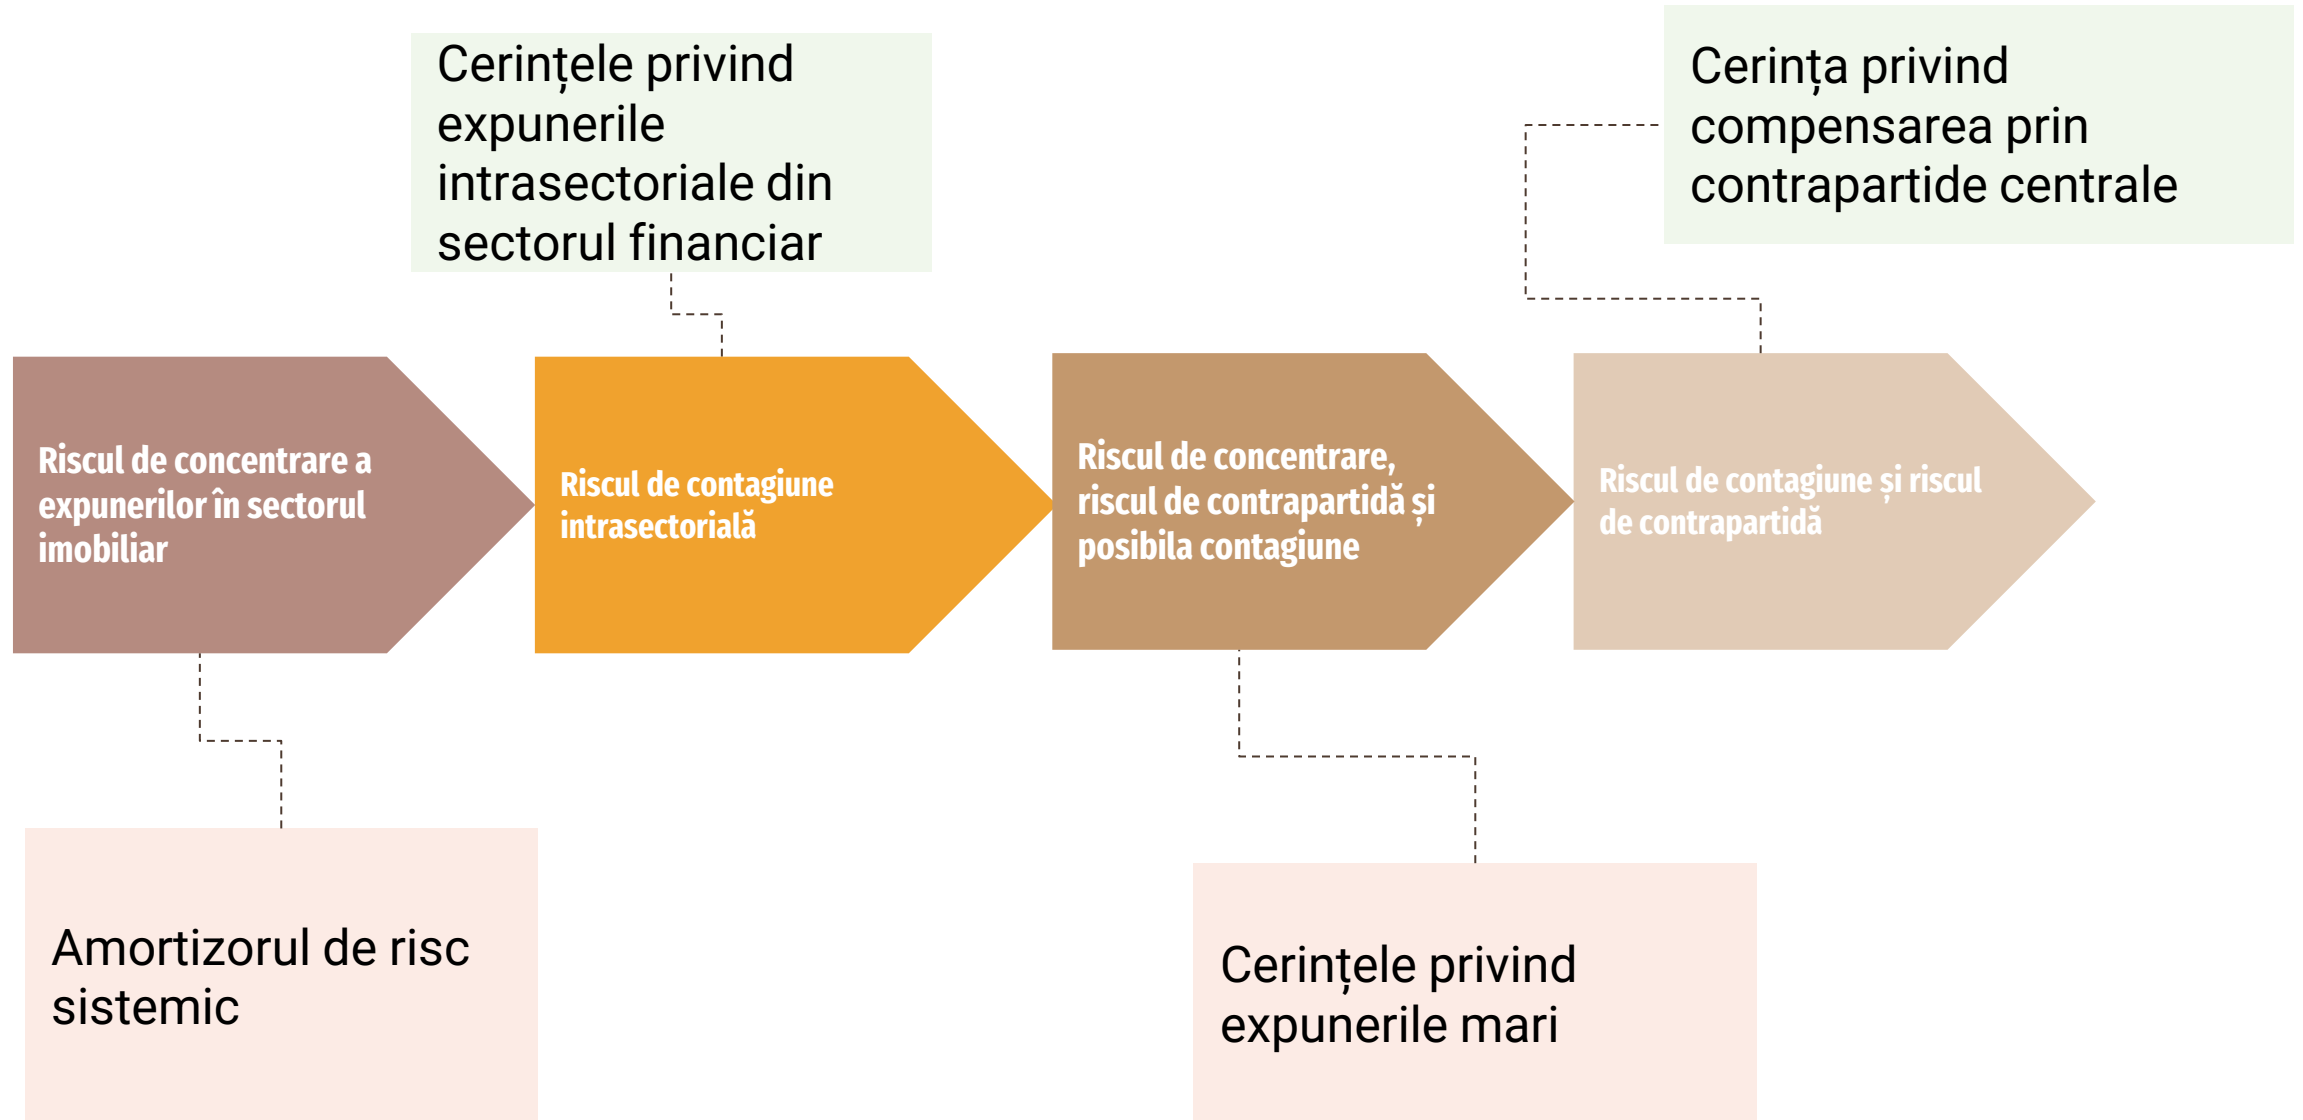 Cerințele privind
expunerile
intrasectoriale din
sectorul financiar
Cerința privind
compensarea prin
contrapartide centrale
Riscul de concentrare a
expunerilor în sectorul
imobiliar
Riscul de contagiune
intrasectorială
Riscul de concentrare,
riscul de contrapartidă și
posibila contagiune
Riscul de contagiune și riscul
de contrapartidă
Amortizorul de risc
sistemic
Cerințele privind
expunerile mari